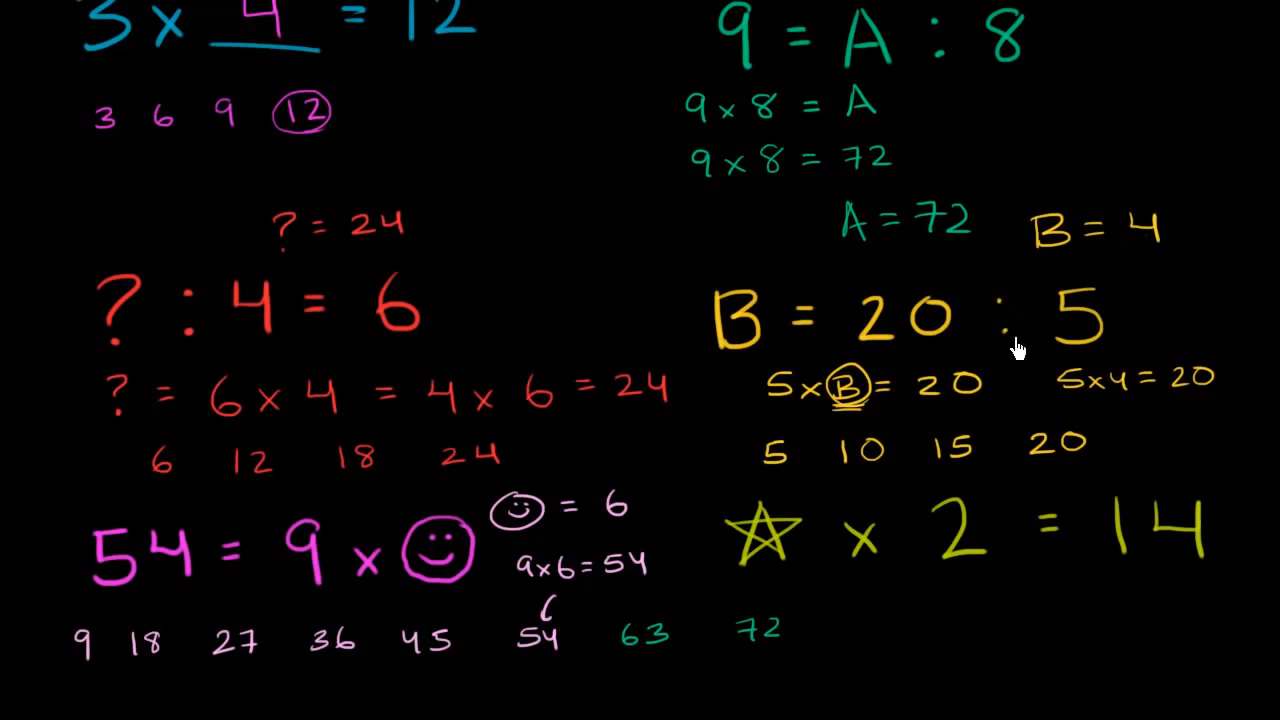 3 x 4 = 12
3 6 9 12
9 = A : 8
9 x 8 = A
9 x 8 = 72
A = 72
? = 24
? : 4 = 6
? = 6 x 4 = 4 x 6 = 24
6 12 18 24
B = 4
B = 20 : 5
5 x B = 20
5 x 4 = 20
5 10 15 20
54 = 9 x ☺
☺ = 6
9 x 6 = 54
9 18 27 36 45 54 63 72
☆ x 2 = 14